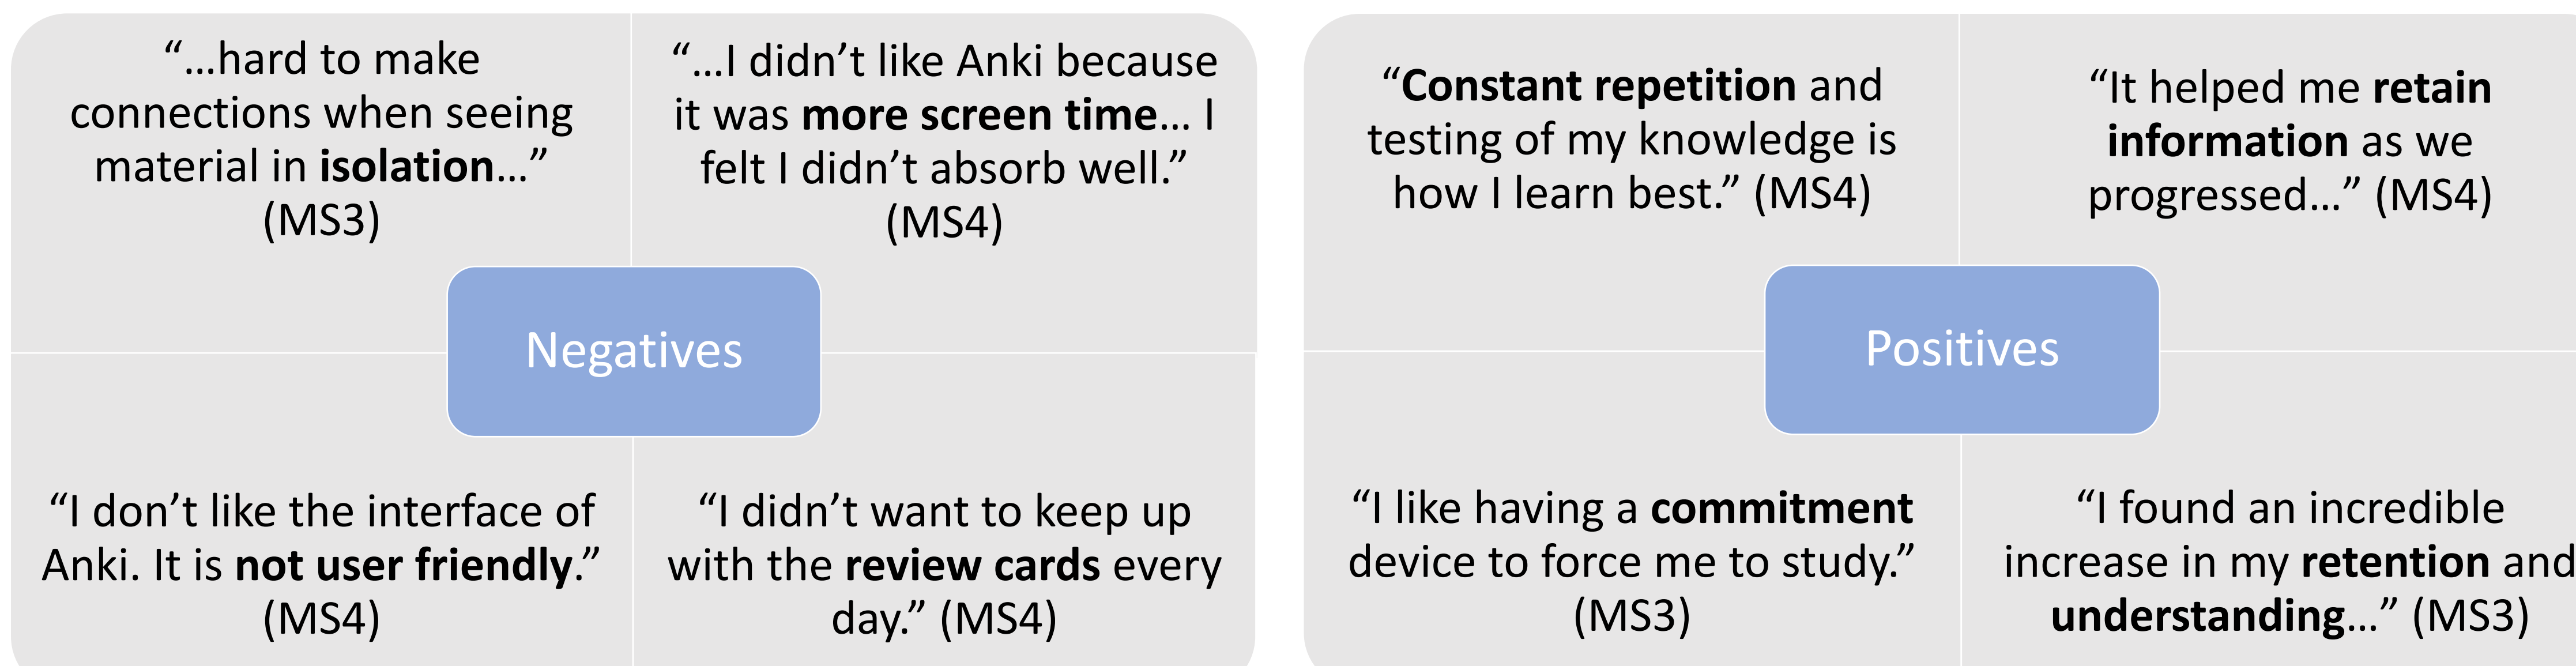 “...hard to make
connections when seeing
material in isolation...”
(MS3)
“...I didn’t like Anki because
it was more screen time... I
felt I didn’t absorb well.”
(MS4)
Negatives
“I don’t like the interface of
Anki. It is not user friendly.”
(MS4)
“I didn’t want to keep up
with the review cards every
day.” (MS4)
“Constant repetition and
testing of my knowledge is
how I learn best.” (MS4)
“It helped me retain
information as we
progressed...” (MS4)
Positives
“I like having a commitment
device to force me to study.”
(MS3)
“I found an incredible
increase in my retention and
understanding...” (MS3)